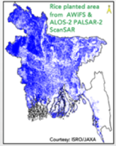 Rice planted area
from AWiFS &
ALOS-2 PALSAR-2
ScanSAR
Courtesy: ISRO/JAXA